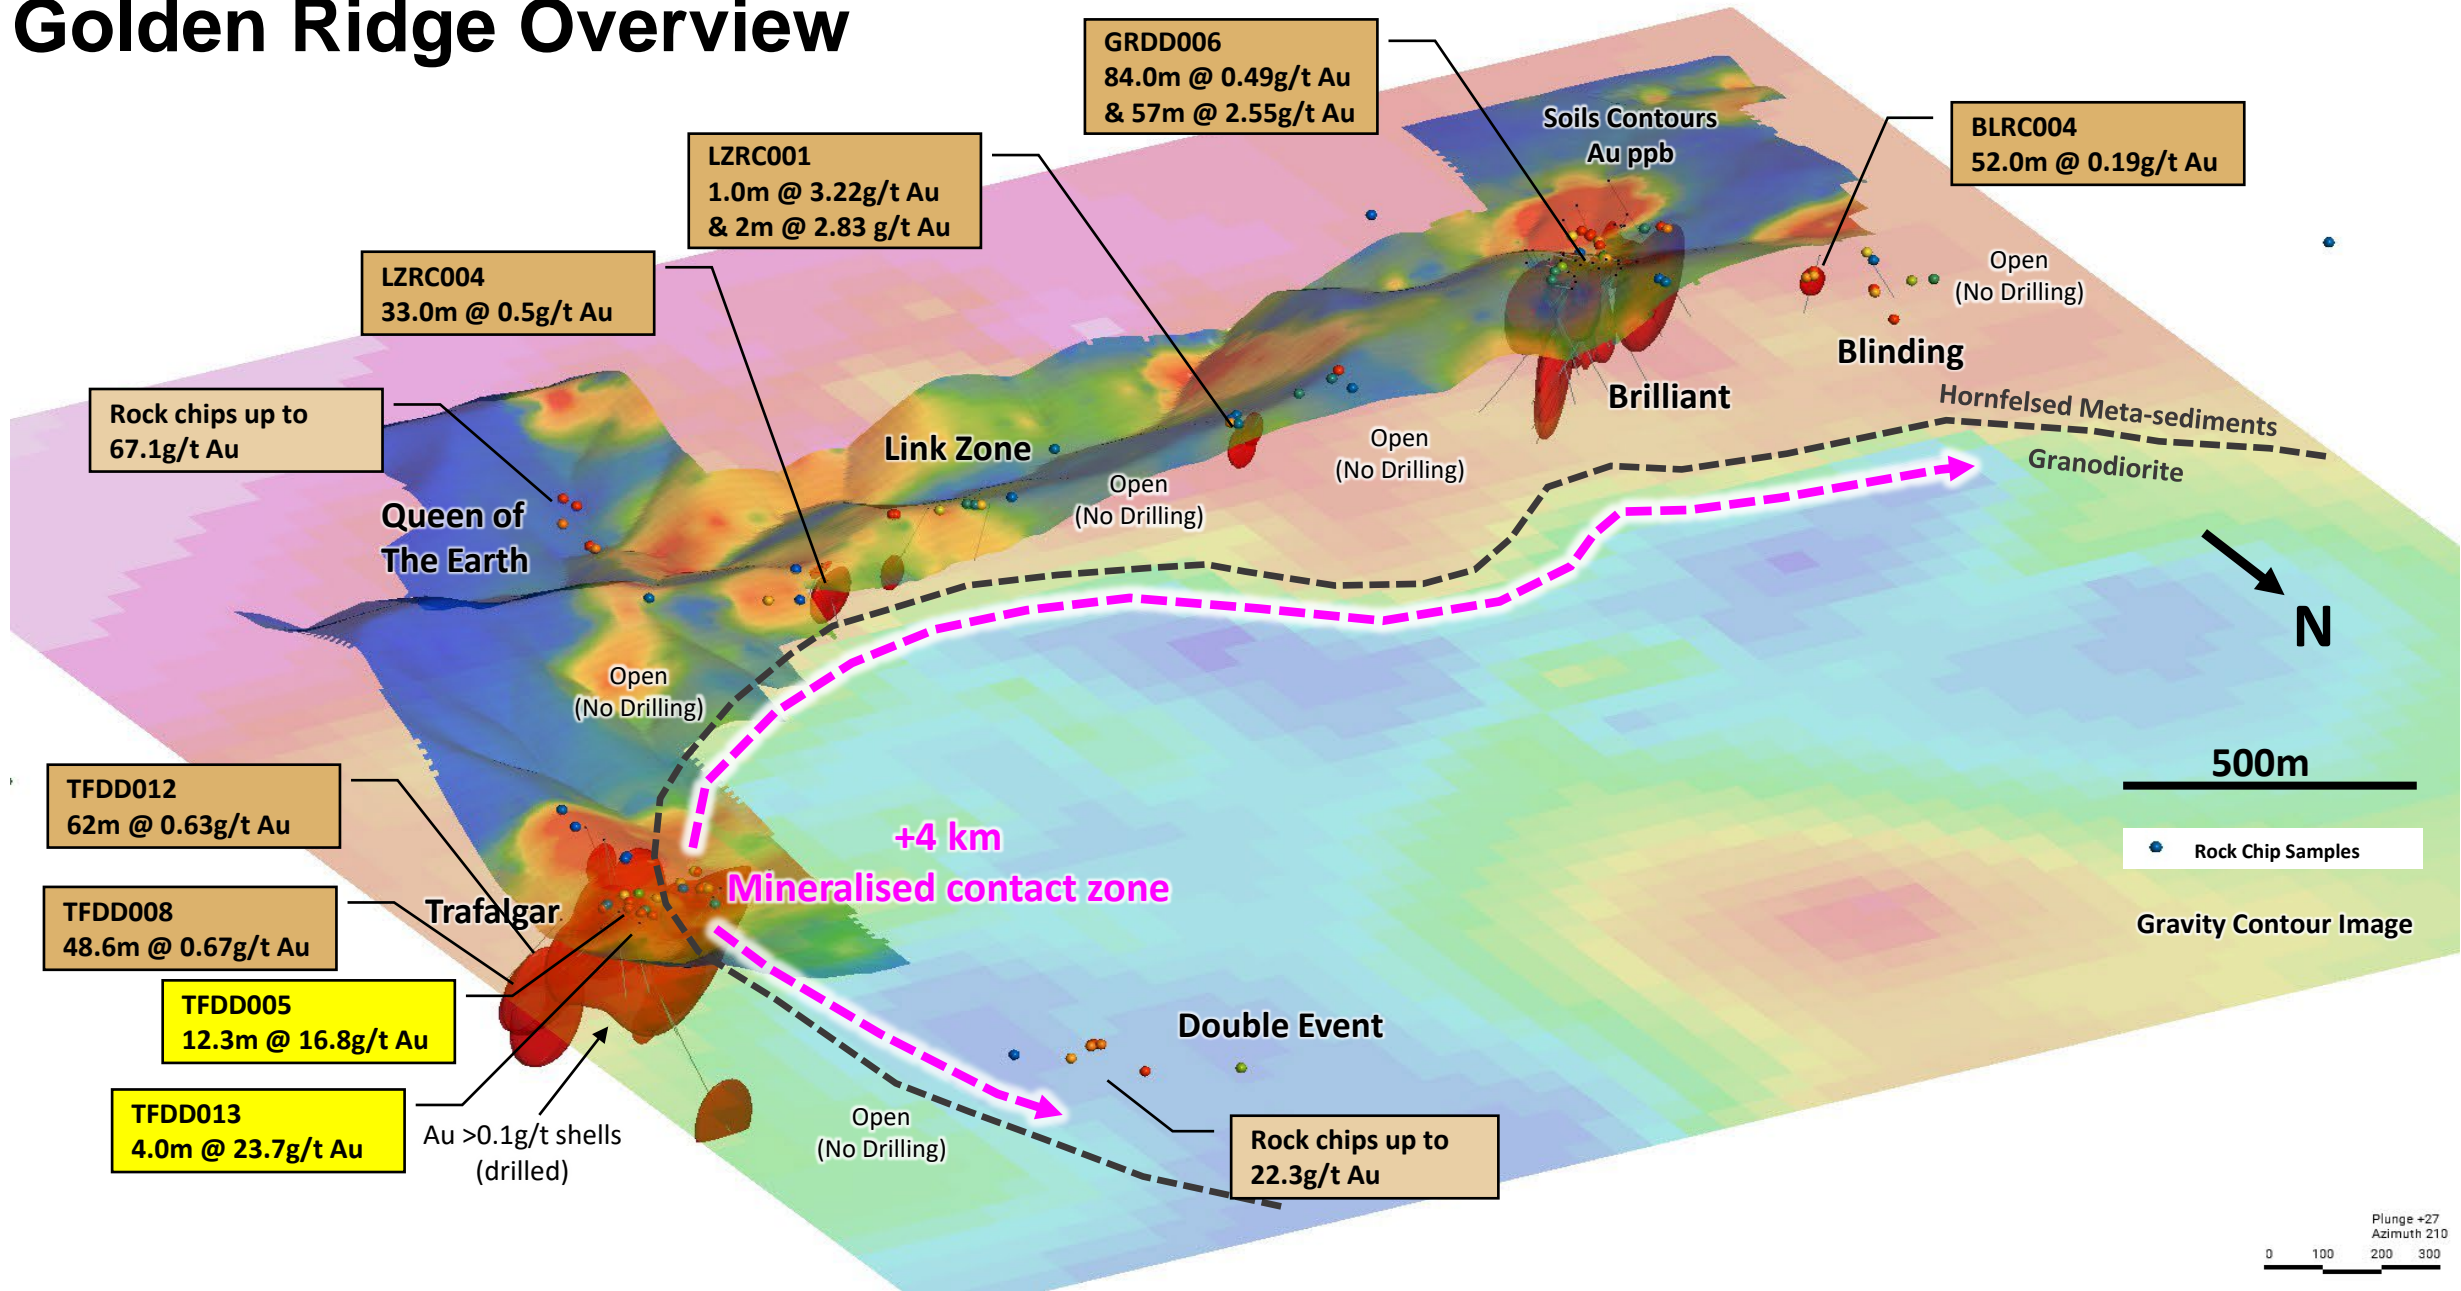 Golden Ridge Overview
GRDD006
84.0m @ 0.49g/t Au
& 57m @ 2.55g/t Au
Soils Contours
Au ppb
BLRC004
52.0m @ 0.19g/t Au
LZRC001
1.0m @ 3.22g/t Au
& 2m @ 2.83 g/t Au
LZRC004
33.0m @ 0.5g/t Au
Open
(No Drilling)
Blinding
Brilliant
Hornfelsed Meta-sediments
Granodiorite
Rock chips up to
67.1g/t Au
Link Zone
Open
(No Drilling)
Open
(No Drilling)
Queen of
The Earth
N
Open
(No Drilling)
500m
TFDD012
62m @ 0.63g/t Au
+4 km
Mineralised contact zone
Rock Chip Samples
Gravity Contour Image
TFDD008
48.6m @ 0.67g/t Au
Trafalgar
TFDD005
12.3m @ 16.8g/t Au
Double Event
TFDD013
4.0m @ 23.7g/t Au
Au >0.1g/t shells
(drilled)
Open
(No Drilling)
Rock chips up to
22.3g/t Au
Plunge +27
Azimuth 210
0 100 200 300